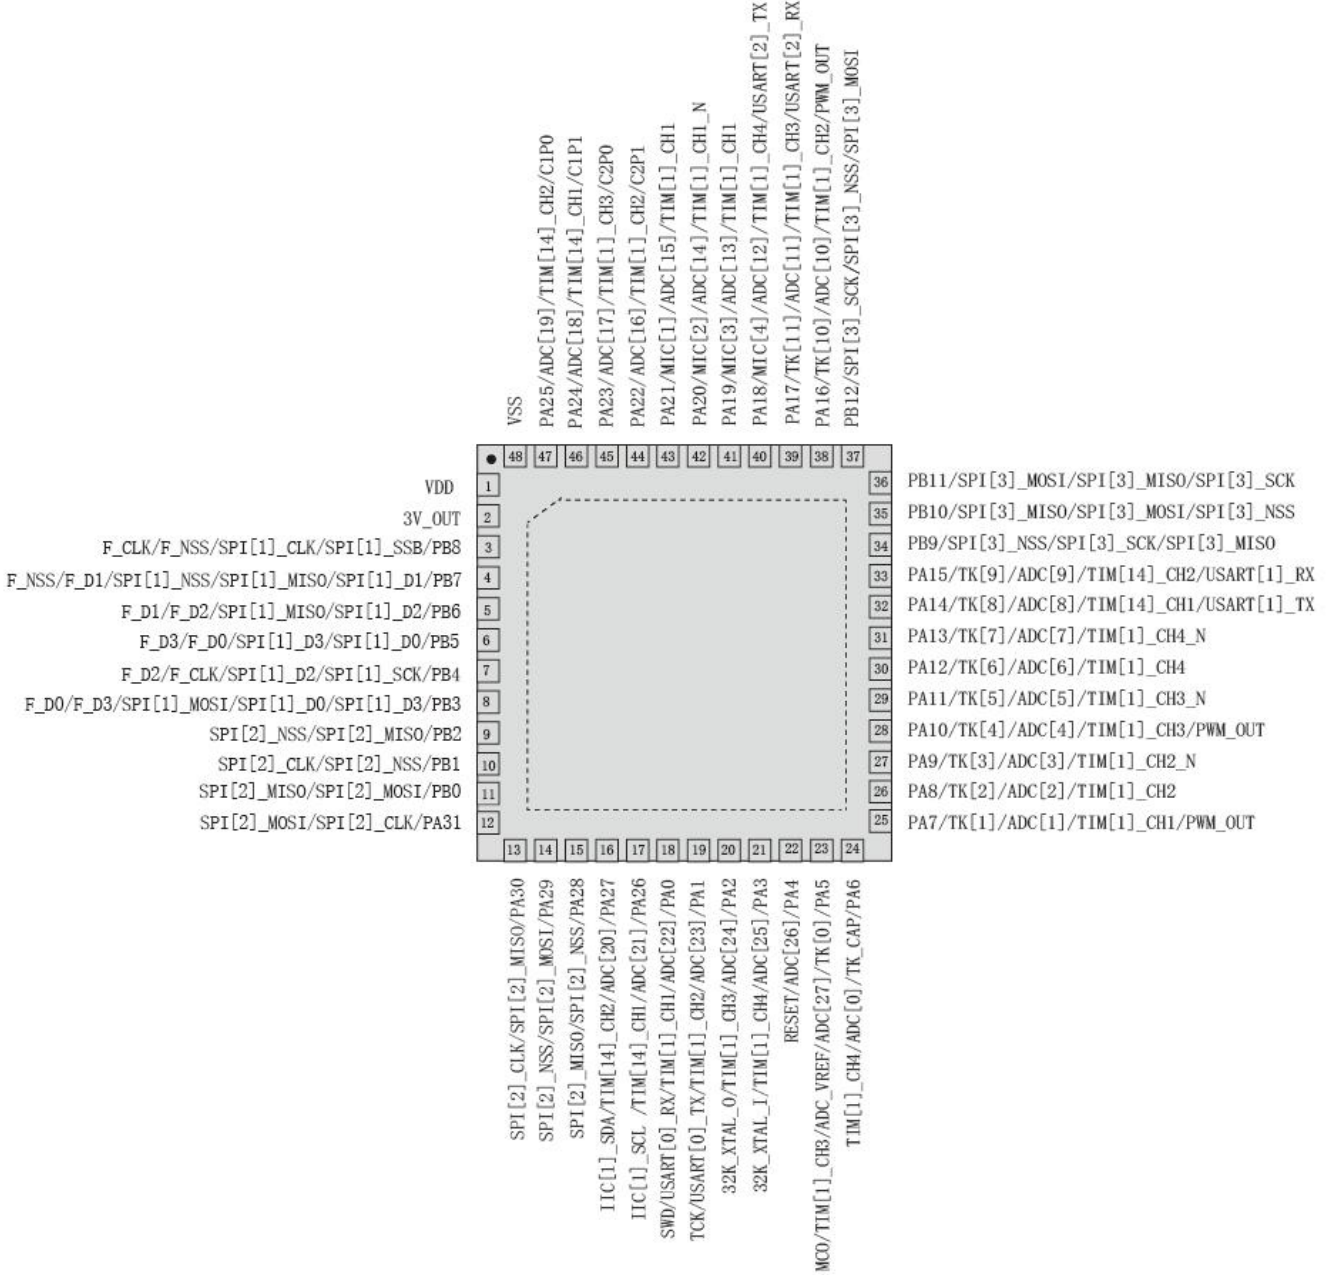 PA25/ADC[19]/TIM[14]_CH2/C1P0
PA24/ADC[18]/TIM[14]_CH1/C1P1
PA23/ADC[17]/TIM[1]_CH3/C2P0
PA22/ADC[16]/TIM[1]_CH2/C2P1
PA21/MIC[1]/ADC[15]/TIM[1]_CH1
PA20/MIC[2]/ADC[14]/TIM[1]_CH1_N
PA19/MIC[3]/ADC[13]/TIM[1]_CH1
PA18/MIC[4]/ADC[12]/TIM[1]_CH4/USART[2]_TX
PA17/TK[11]/ADC[11]/TIM[1]_CH3/USART[2]_RX
PA16/TK[10]/ADC[10]/TIM[1]_CH2/PWM_OUT
PB12/SPI[3]_SCK/SPI[3]_NSS/SPI[3]_MOSI
VSS
48 47 46 45 44 43 42 41 40 39 38 37
VDD 1
3V_OUT 2
F_CLK/F_NSS/SPI[1]_CLK/SPI[1]_SSB/PB8 3
F_NSS/F_D1/SPI[1]_NSS/SPI[1]_MISO/SPI[1]_D1/PB7 4
F_D1/F_D2/SPI[1]_MISO/SPI[1]_D2/PB6 5
F_D3/F_D0/SPI[1]_D3/SPI[1]_D0/PB5 6
F_D2/F_CLK/SPI[1]_D2/SPI[1]_SCK/PB4 7
F_D0/F_D3/SPI[1]_MOSI/SPI[1]_D0/SPI[1]_D3/PB3 8
SPI[2]_NSS/SPI[2]_MISO/PB2 9
SPI[2]_CLK/SPI[2]_NSS/PB1 10
SPI[2]_MISO/SPI[2]_MOSI/PB0 11
SPI[2]_MOSI/SPI[2]_CLK/PA31 12
36 PB11/SPI[3]_MOSI/SPI[3]_MISO/SPI[3]_SCK
35 PB10/SPI[3]_MISO/SPI[3]_MOSI/SPI[3]_NSS
34 PB9/SPI[3]_NSS/SPI[3]_SCK/SPI[3]_MISO
33 PA15/TK[9]/ADC[9]/TIM[14]_CH2/USART[1]_RX
32 PA14/TK[8]/ADC[8]/TIM[14]_CH1/USART[1]_TX
31 PA13/TK[7]/ADC[7]/TIM[1]_CH4_N
30 PA12/TK[6]/ADC[6]/TIM[1]_CH4
29 PA11/TK[5]/ADC[5]/TIM[1]_CH3_N
28 PA10/TK[4]/ADC[4]/TIM[1]_CH3/PWM_OUT
27 PA9/TK[3]/ADC[3]/TIM[1]_CH2_N
26 PA8/TK[2]/ADC[2]/TIM[1]_CH2
25 PA7/TK[1]/ADC[1]/TIM[1]_CH1/PWM_OUT
13 14 15 16 17 18 19 20 21 22 23 24
SPI[2]_CLK/SPI[2]_MISO/PA30
SPI[2]_NSS/SPI[2]_MOSI/PA29
SPI[2]_MISO/SPI[2]_NSS/PA28
IIC[1]_SDA/TIM[14]_CH2/ADC[20]/PA27
IIC[1]_SCL /TIM[14]_CH1/ADC[21]/PA26
SWD/USART[0]_RX/TIM[1]_CH1/ADC[22]/PA0
TCK/USART[0]_TX/TIM[1]_CH2/ADC[23]/PA1
32K_XTAL_O/TIM[1]_CH3/ADC[24]/PA2
32K_XTAL_I/TIM[1]_CH4/ADC[25]/PA3
RESET/ADC[26]/PA4
MCO/TIM[1]_CH3/ADC_VREF/ADC[27]/TK[0]/PA5
TIM[1]_CH4/ADC[0]/TK_CAP/PA6